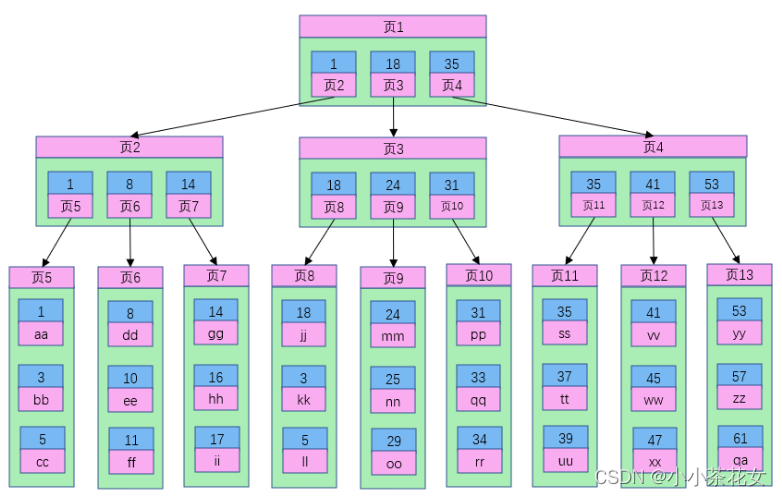 页1
1 18 35
页2 页3 页4
页2 页3 页4
1 8 14 18 24 31 35 41 53
页5 页6 页7 页8 页9 页10 页11 页12 页13
页5 页6 页7 页8 页9 页10 页11 页12 页13
1 8 14 18 24 31 35 41 53
aa dd gg jj mm pp ss vv yy
3 10 16 3 25 33 37 45 57
bb ee hh kk nn qq tt ww zz
5 11 17 5 29 34 39 47 61
cc ff ii ll oo rr uu xx qa
CSDN @小小茶花女